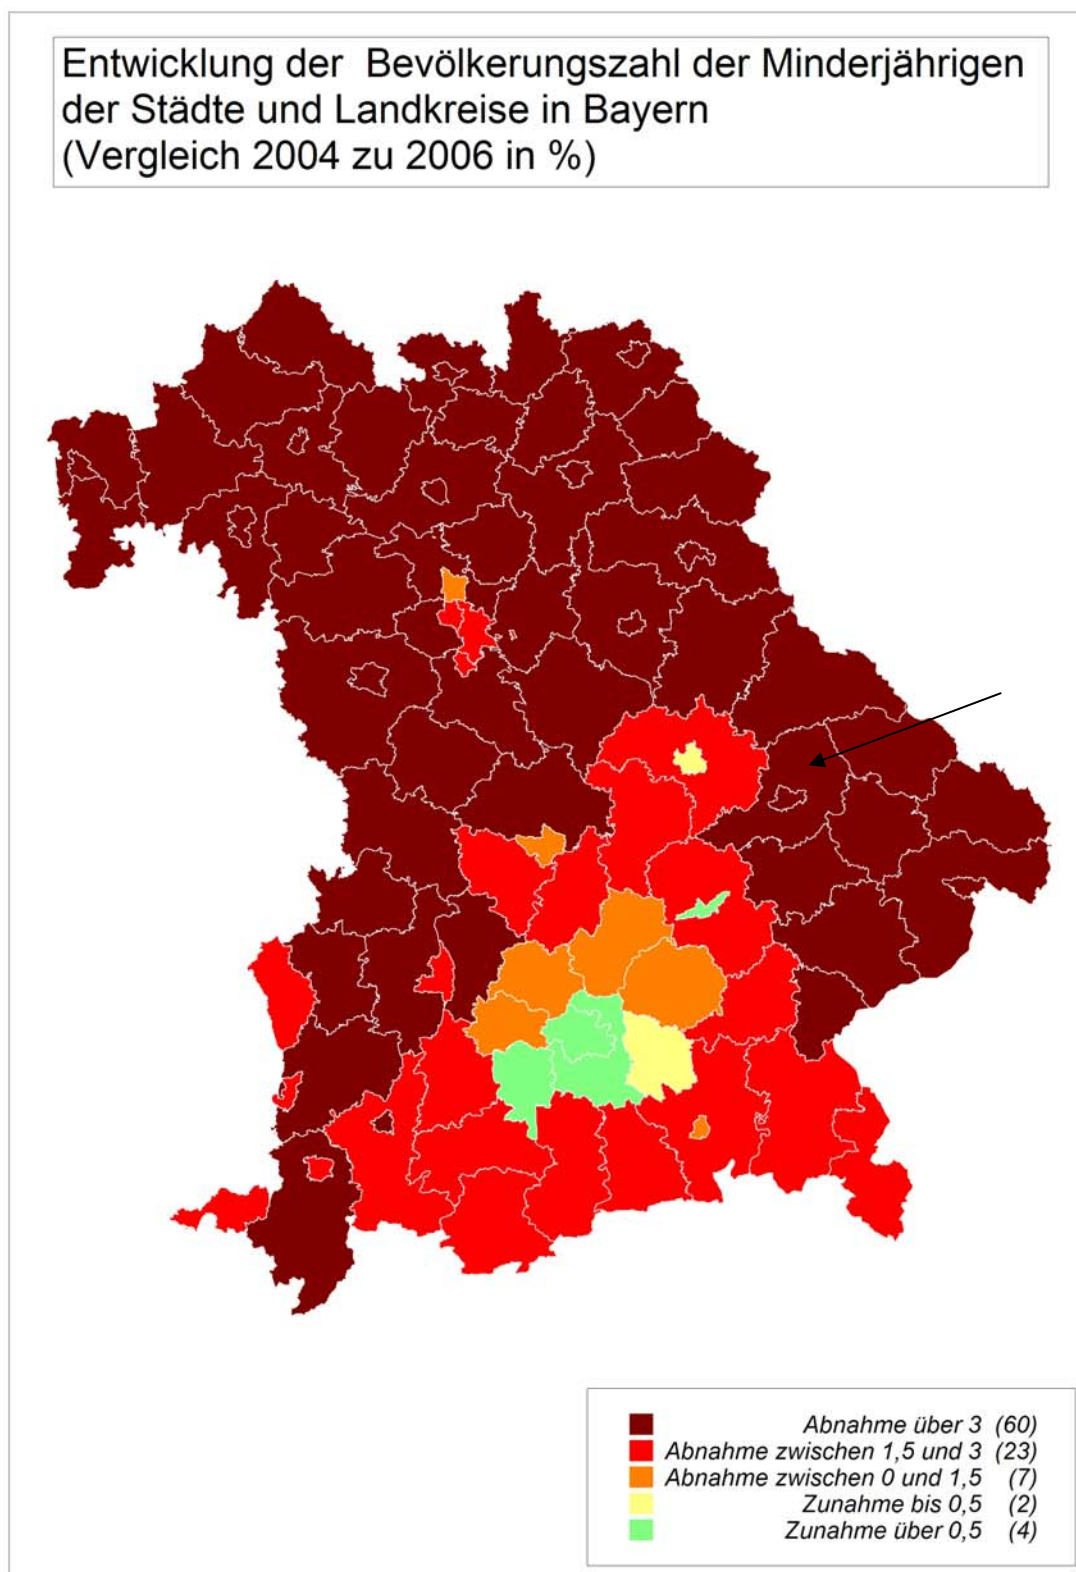 Entwicklung der Bevölkerungszahl der Minderjährigen
der Städte und Landkreise in Bayern
(Vergleich 2004 zu 2006 in %)
Abnahme über 3 (60)
Abnahme zwischen 1,5 und 3 (23)
Abnahme zwischen 0 und 1,5 (7)
Zunahme bis 0,5 (2)
Zunahme über 0,5 (4)